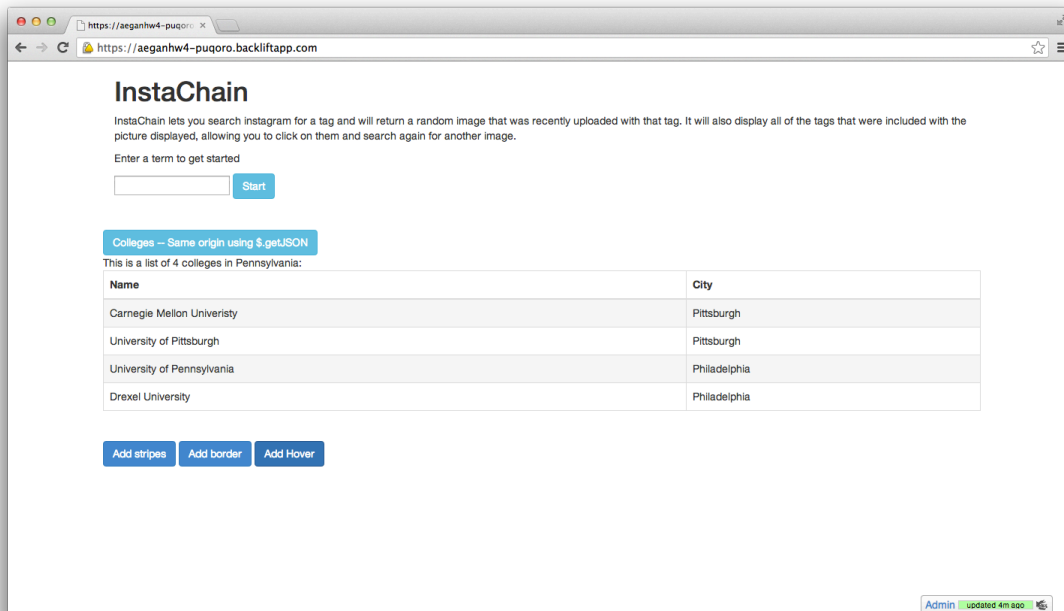 https://aeganhw4-puqoro
https://aeganhw4-puqoro.backliftapp.com
InstaChain
InstaChain lets you search instagram for a tag and will return a random image that was recently uploaded with that tag. It will also display all of the tags that were included with the
picture displayed, allowing you to click on them and search again for another image.
Enter a term to get started
Start
Colleges -- Same origin using $.getJSON
This is a list of 4 colleges in Pennsylvania:
Name City
Carnegie Mellon Univeristy Pittsburgh
University of Pittsburgh Pittsburgh
University of Pennsylvania Philadelphia
Drexel University Philadelphia
Add stripes Add border Add Hover
Admin updated 4m ago